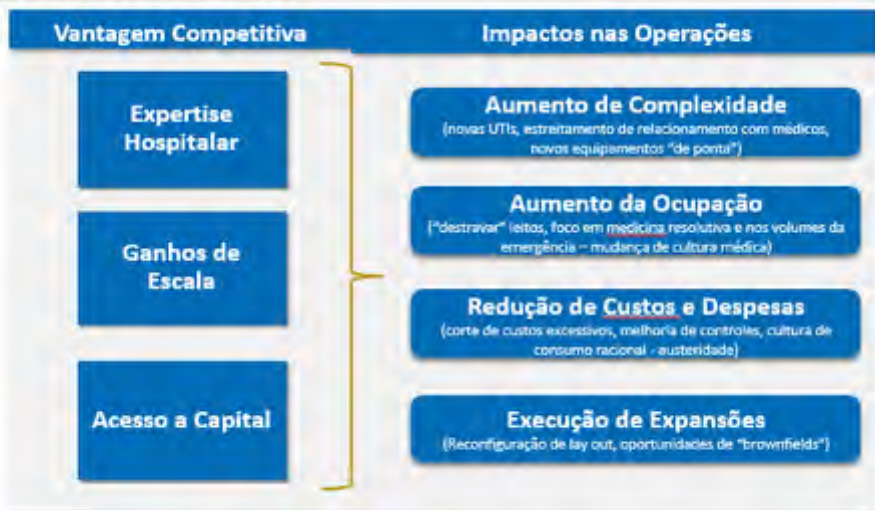 Vantagem Competitiva
Impactos nas Operações
Expertise
Hospitalar
Ganhos de
Escala
Acesso a Capital
Aumento de Complexidade
(novas UTIs, estreitamento de relacionamento com médicos,
novos equipamentos "de ponta")
Aumento da Ocupação
("destravar" leitos, foco em medicina resolutiva e nos volumes da
emergência – mudança de cultura médica)
Redução de Custos e Despesas
(corte de custos excessivos, melhoria de controles, cultura de
consumo racional - austeridade)
Execução de Expansões
(Reconfiguração de lay out, oportunidades de "brownfields")